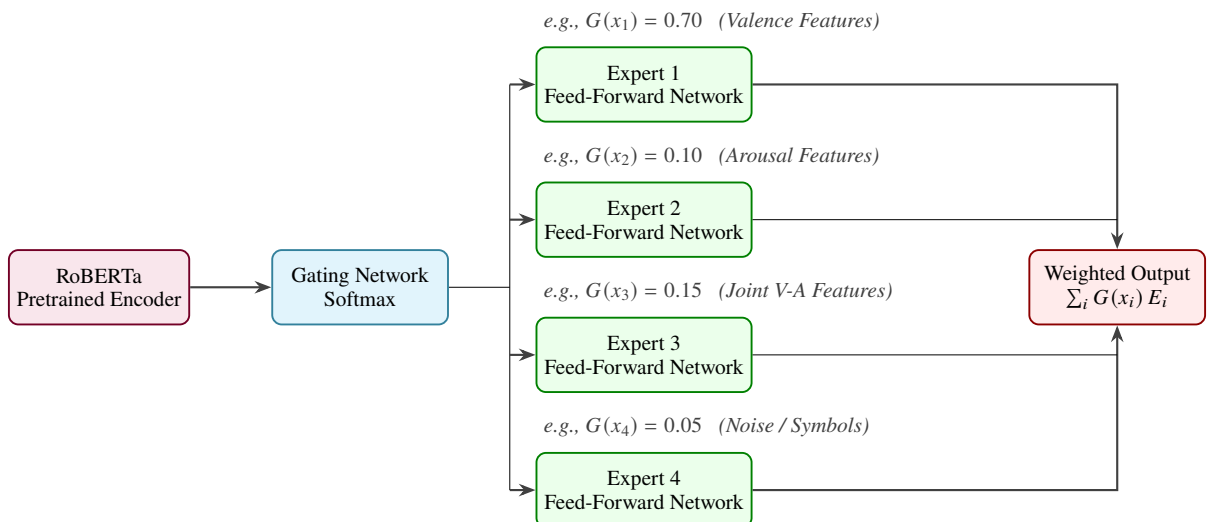 e.g., G(x₁) = 0.70 (Valence Features)
Expert 1
Feed-Forward Network
e.g., G(x₂) = 0.10 (Arousal Features)
Expert 2
Feed-Forward Network
RoBERTa
Pretrained Encoder
Gating Network
Softmax
Weighted Output
∑ᵢ G(xᵢ) Eᵢ
e.g., G(x₃) = 0.15 (Joint V-A Features)
Expert 3
Feed-Forward Network
e.g., G(x₄) = 0.05 (Noise / Symbols)
Expert 4
Feed-Forward Network